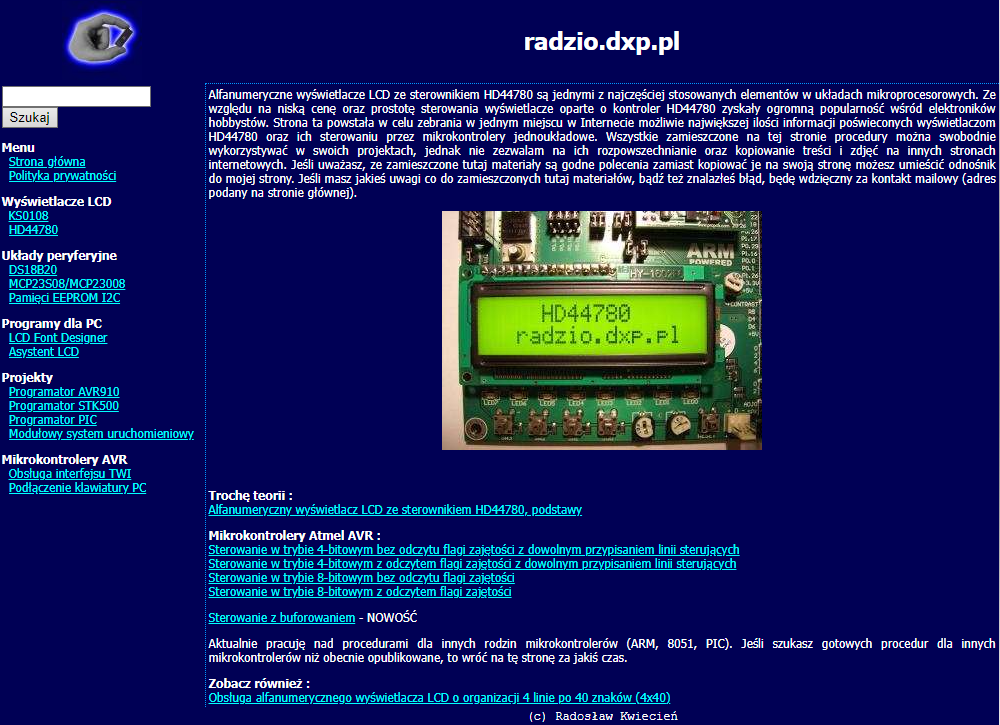 radzio.dxp.pl
Szukaj
Menu
Strona główna
Polityka prywatności
Wyświetlacze LCD
KS0108
HD44780
Układy peryferyjne
DS18B20
MCP23S08/MCP23008
Pamięci EEPROM I2C
Programy dla PC
LCD Font Designer
Asystent LCD
Projekty
Programator AVR910
Programator STK500
Programator PIC
Modułowy system uruchomieniowy
Mikrokontrolery AVR
Obsługa interfejsu TWI
Podłączenie klawiatury PC
Alfanumeryczne wyświetlacze LCD ze sterownikiem HD44780 są jednymi z najczęściej stosowanych elementów w układach mikroprocesorowych. Ze
względu na niską cenę oraz prostotę sterowania wyświetlacze oparte o kontroler HD44780 zyskały ogromną popularność wśród elektroników
hobbystów. Strona ta powstała w celu zebrania w jednym miejscu w Internecie możliwie największej ilości informacji poświeconych wyświetlaczom
HD44780 oraz ich sterowaniu przez mikrokontrolery jednoukładowe. Wszystkie zamieszczone na tej stronie procedury można swobodnie
wykorzystywać w swoich projektach, jednak nie zezwalam na ich rozpowszechnianie oraz kopiowanie treści i zdjęć na innych stronach
internetowych. Jeśli uważasz, ze zamieszczone tutaj materiały są godne polecenia zamiast kopiować je na swoją stronę możesz umieścić odnośnik
do mojej strony. Jeśli masz jakieś uwagi co do zamieszczonych tutaj materiałów, bądź też znalazłeś błąd, będę wdzięczny za kontakt mailowy (adres
podany na stronie głównej).
ARM
POWERED
HY-1602
CONTRAST
HD44780
radzio.dxp.pl
RESET
Trochę teorii :
Alfanumeryczny wyświetlacz LCD ze sterownikiem HD44780, podstawy
Mikrokontrolery Atmel AVR :
Sterowanie w trybie 4-bitowym bez odczytu flagi zajętości z dowolnym przypisaniem linii sterujących
Sterowanie w trybie 4-bitowym z odczytem flagi zajętości z dowolnym przypisaniem linii sterujących
Sterowanie w trybie 8-bitowym bez odczytu flagi zajętości
Sterowanie w trybie 8-bitowym z odczytem flagi zajętości
Sterowanie z buforowaniem - NOWOŚĆ
Aktualnie pracuję nad procedurami dla innych rodzin mikrokontrolerów (ARM, 8051, PIC). Jeśli szukasz gotowych procedur dla innych
mikrokontrolerów niż obecnie opublikowane, to wróć na tę stronę za jakiś czas.
Zobacz również :
Obsługa alfanumerycznego wyświetlacza LCD o organizacji 4 linie po 40 znaków (4x40)
(c) Radosław Kwiecień